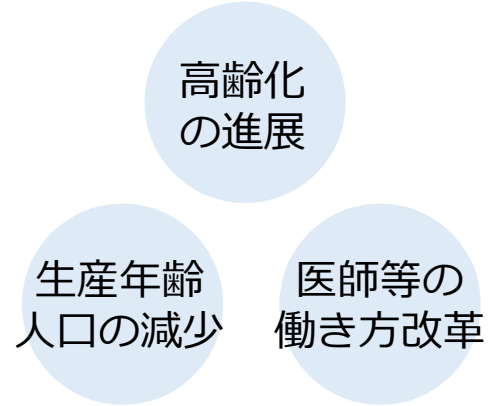 高齢化
の進展
生産年齢
人口の減少
医師等の
働き方改革